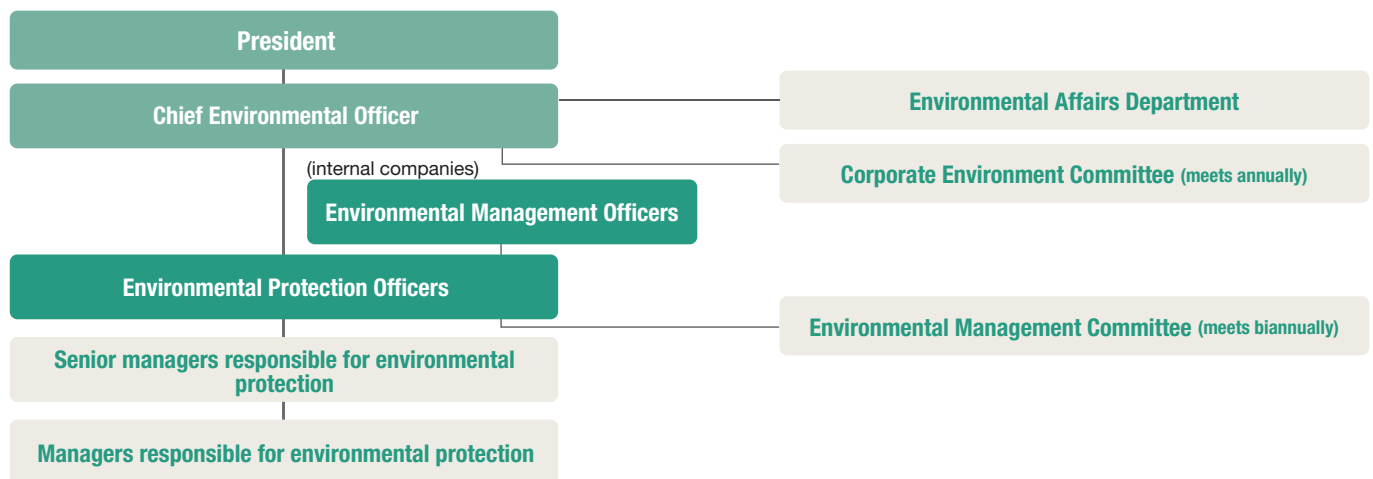 President
Chief Environmental Officer
Environmental Affairs Department
Corporate Environment Committee (meets annually)
(internal companies)
Environmental Management Officers
Environmental Protection Officers
Environmental Management Committee (meets biannually)
Senior managers responsible for environmental
protection
Managers responsible for environmental protection